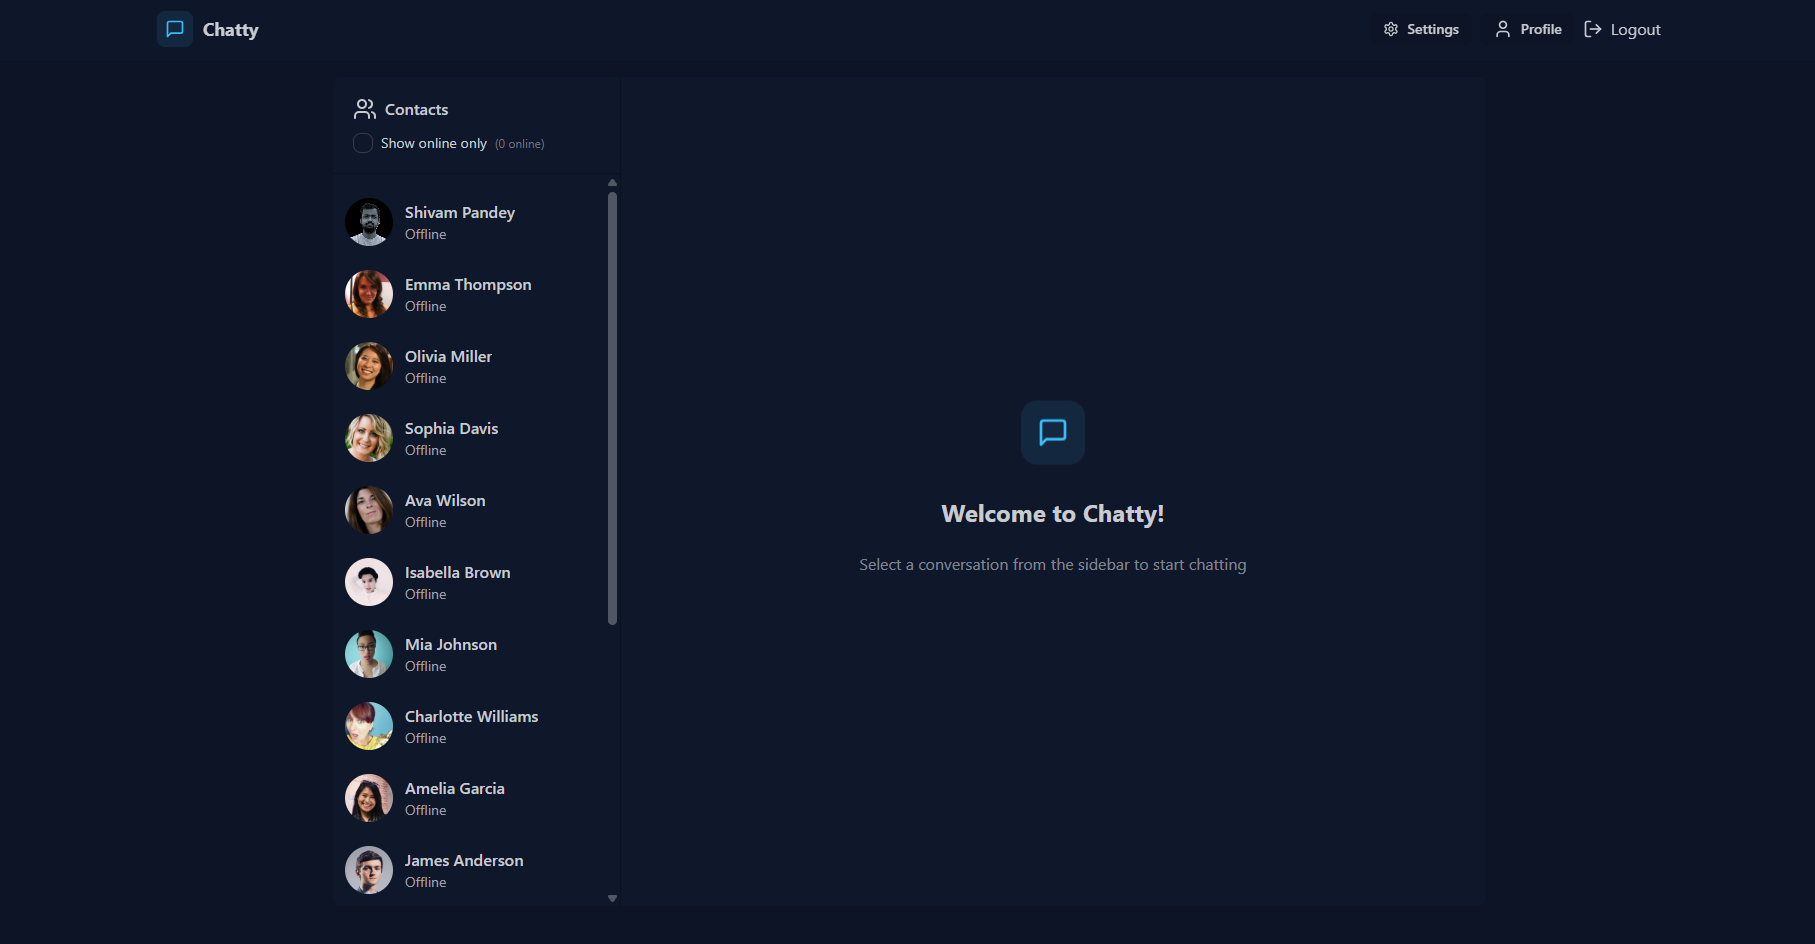 Chatty
Settings
Profile
Logout
Contacts
Show online only (0 online)
Shivam Pandey
Offline
Emma Thompson
Offline
Olivia Miller
Offline
Sophia Davis
Offline
Ava Wilson
Offline
Isabella Brown
Offline
Mia Johnson
Offline
Charlotte Williams
Offline
Amelia Garcia
Offline
James Anderson
Offline
Welcome to Chatty!
Select a conversation from the sidebar to start chatting